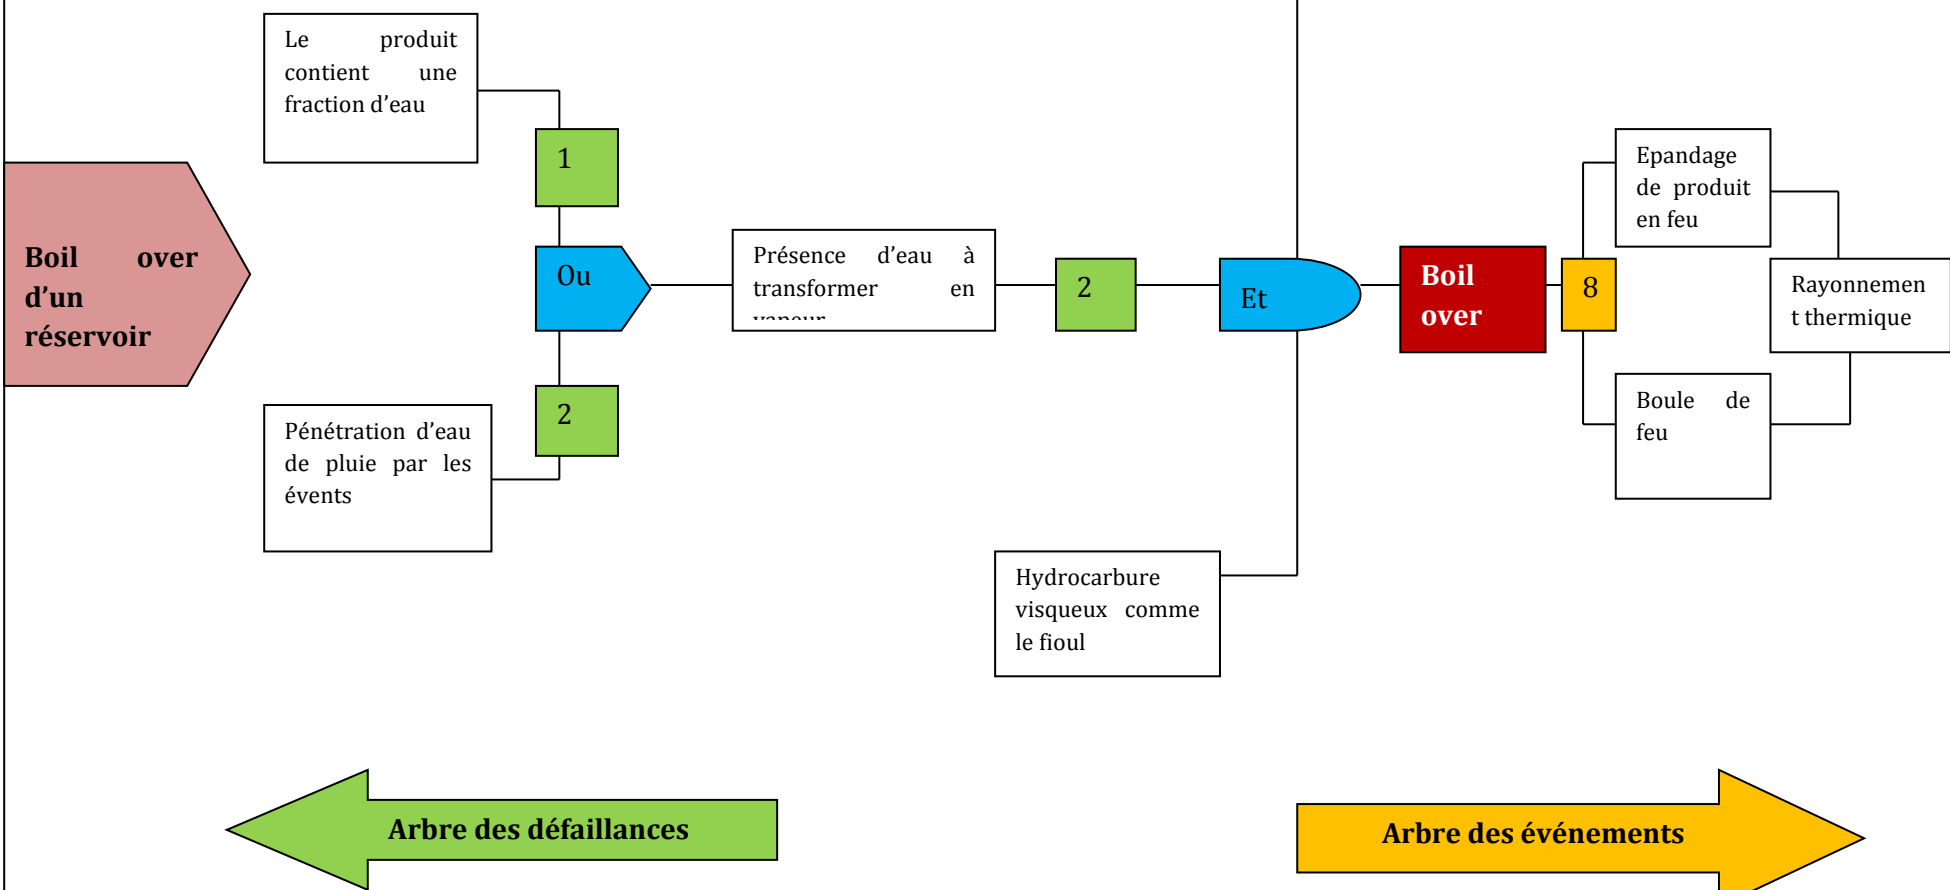 Le produit
contient une
fraction d’eau
1
Boil over
d’un
réservoir
Ou
Présence d’eau à
transformer en
2
Et
Boil
over
8
Epandage
de produit
en feu
Rayonnemen
t thermique
Boule de
feu
2
Pénétration d’eau
de pluie par les
évents
Hydrocarbure
visqueux comme
le fioul
Arbre des défaillances
Arbre des événements